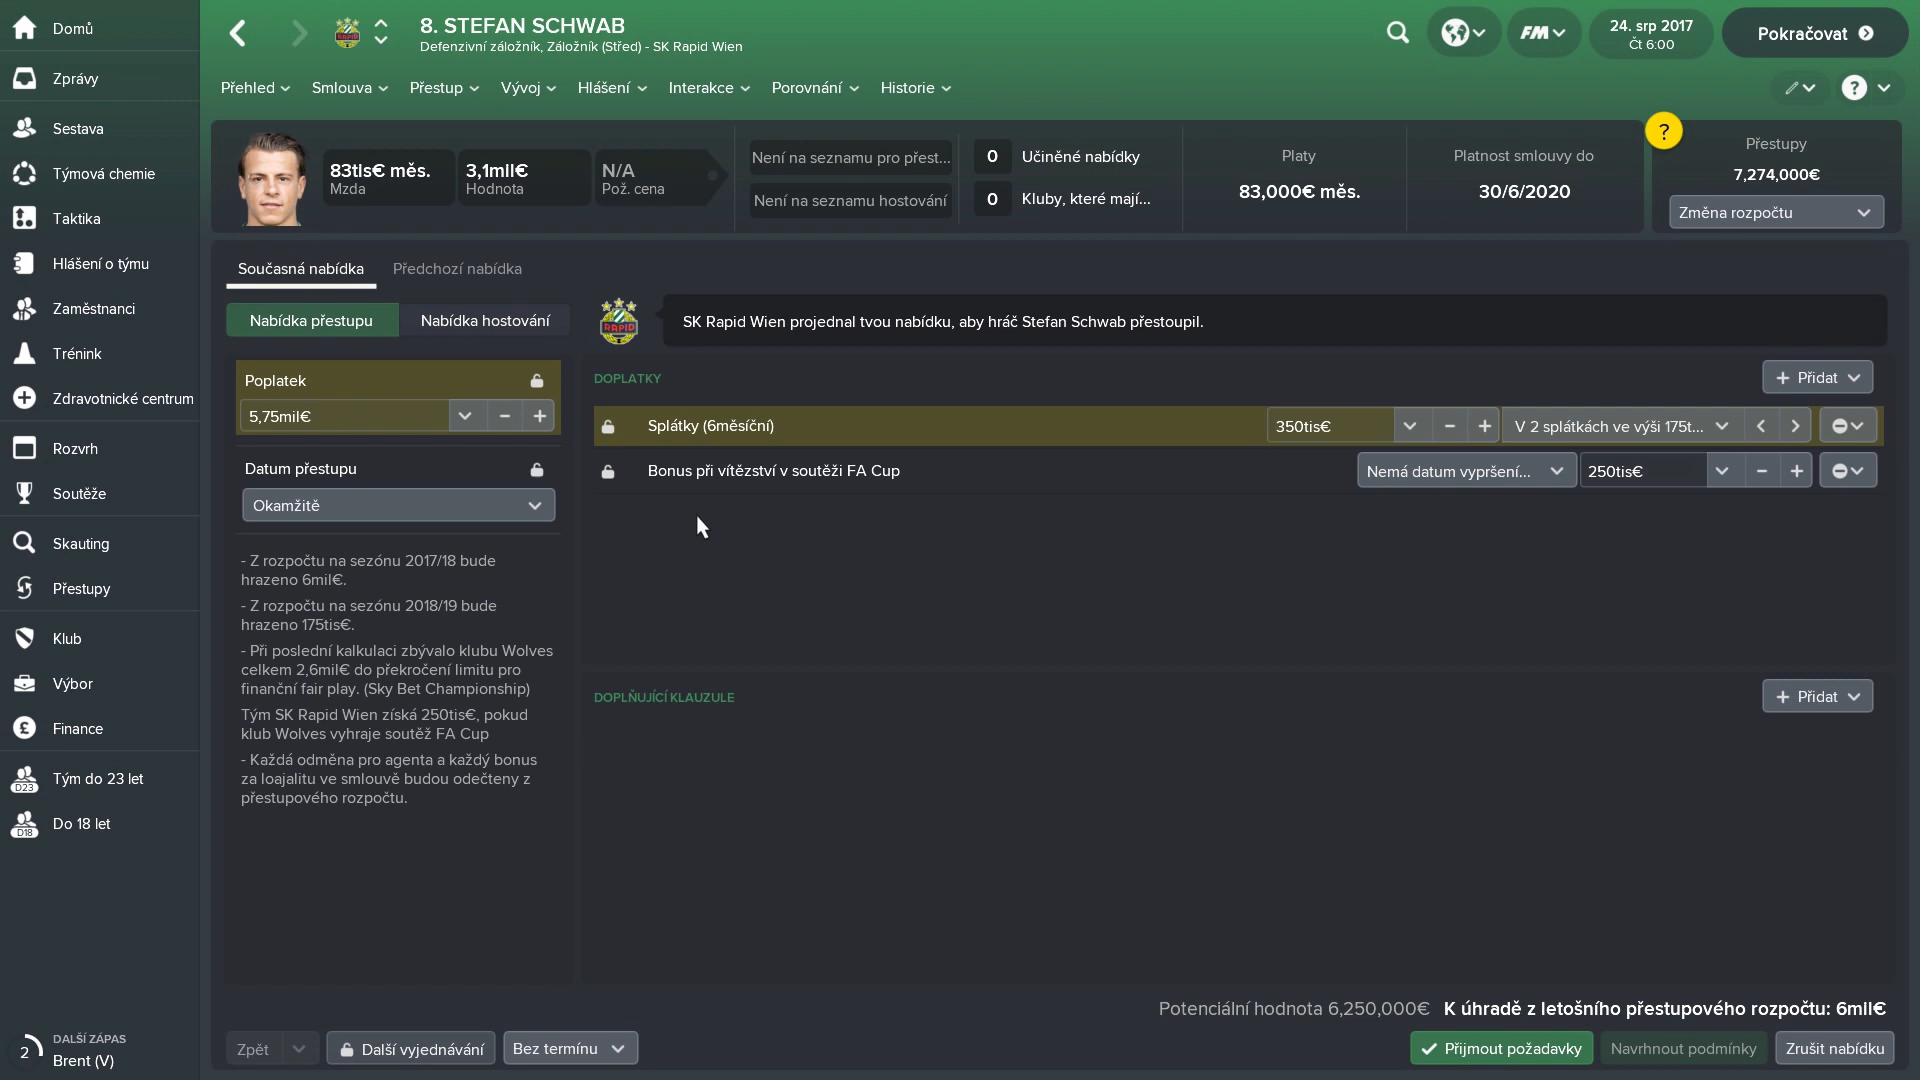 Domů
Zprávy
Sestava
Týmová chemie
Taktika
Hlášení o týmu
Zaměstnanci
Trénink
Zdravotnické centrum
Rozvrh
Soutěže
Skauting
Přestupy
Klub
Výbor
Finance
D23
Tým do 23 let
D18
Do 18 let
2
DALŠÍ ZÁPAS
Brent (V)
RAPID
8. STEFAN SCHWAB
Defenzivní záložník, Záložník (Střed) - SK Rapid Wien
FM
24. srp 2017
Čt 6:00
Pokračovat
Přehled
Smlouva
Přestup
Vývoj
Hlášení
Interakce
Porovnání
Historie
?
83tis€ měs.
Mzda
3,1mil€
Hodnota
N/A
Pož. cena
Není na seznamu pro přest...
Není na seznamu hostování
0 Učiněné nabídky
0 Kluby, které mají...
Platy
83,000€ měs.
Platnost smlouvy do
30/6/2020
?
Přestupy
7,274,000€
Změna rozpočtu
Současná nabídka
Předchozí nabídka
Nabídka přestupu
Nabídka hostování
RAPID
SK Rapid Wien projednal tvou nabídku, aby hráč Stefan Schwab přestoupil.
Poplatek
5,75mil€ − +
Datum přestupu
Okamžitě
- Z rozpočtu na sezónu 2017/18 bude
hrazeno 6mil€.
- Z rozpočtu na sezónu 2018/19 bude
hrazeno 175tis€.
- Při poslední kalkulaci zbývalo klubu Wolves
celkem 2,6mil€ do překročení limitu pro
finanční fair play. (Sky Bet Championship)
Tým SK Rapid Wien získá 250tis€, pokud
klub Wolves vyhraje soutěž FA Cup
- Každá odměna pro agenta a každý bonus
za loajalitu ve smlouvě budou odečteny z
přestupového rozpočtu.
DOPLATKY
+ Přidat
Splátky (6měsíční)
350tis€ − +
V 2 splátkách ve výši 175t...
Bonus při vítězství v soutěži FA Cup
Nemá datum vypršení...
250tis€ − +
DOPLŇUJÍCÍ KLAUZULE
+ Přidat
Potenciální hodnota 6,250,000€ K úhradě z letošního přestupového rozpočtu: 6mil€
Zpět
Další vyjednávání
Bez termínu
Přijmout požadavky
Navrhnout podmínky
Zrušit nabídku